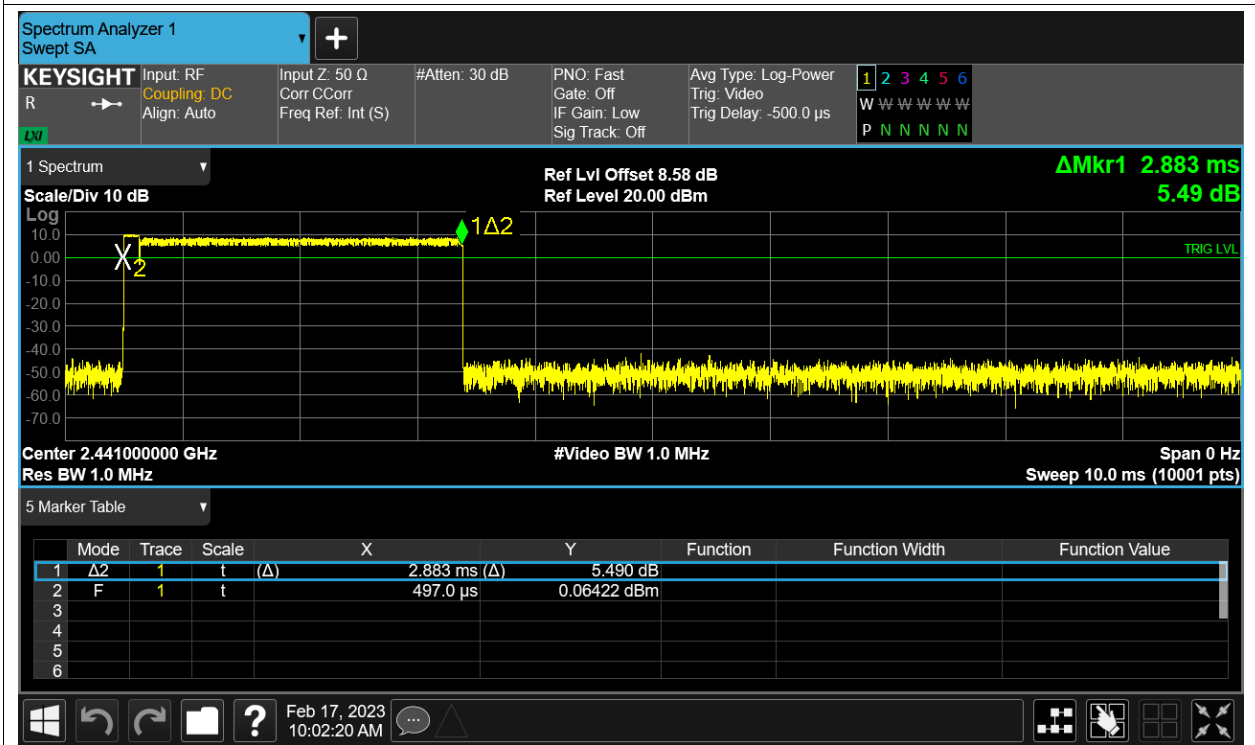 Spectrum Analyzer 1
Swept SA
KEYSIGHT Input: RF Input Z: 50 Ω #Atten: 30 dB PNO: Fast Avg Type: Log-Power 1 2 3 4 5 6
R Coupling: DC Corr CCorr Gate: Off Trig: Video W W W W W W
Align: Auto Freq Ref: Int (S) IF Gain: Low Trig Delay: -500.0 µs
LXI Sig Track: Off P N N N N N
1 Spectrum Ref Lvl Offset 8.58 dB ΔMkr1 2.883 ms
Scale/Div 10 dB Ref Level 20.00 dBm 5.49 dB
Log
1Δ2
10.0
TRIG LVL
0.00
X2
-10.0
-20.0
-30.0
-40.0
-50.0
-60.0
-70.0
Center 2.441000000 GHz #Video BW 1.0 MHz Span 0 Hz
Res BW 1.0 MHz Sweep 10.0 ms (10001 pts)
5 Marker Table
Mode Trace Scale X Y Function Function Width Function Value
1 Δ2 1 t (Δ) 2.883 ms (Δ) 5.490 dB
2 F 1 t 497.0 µs 0.06422 dBm
3
4
5
6
? Feb 17, 2023
10:02:20 AM